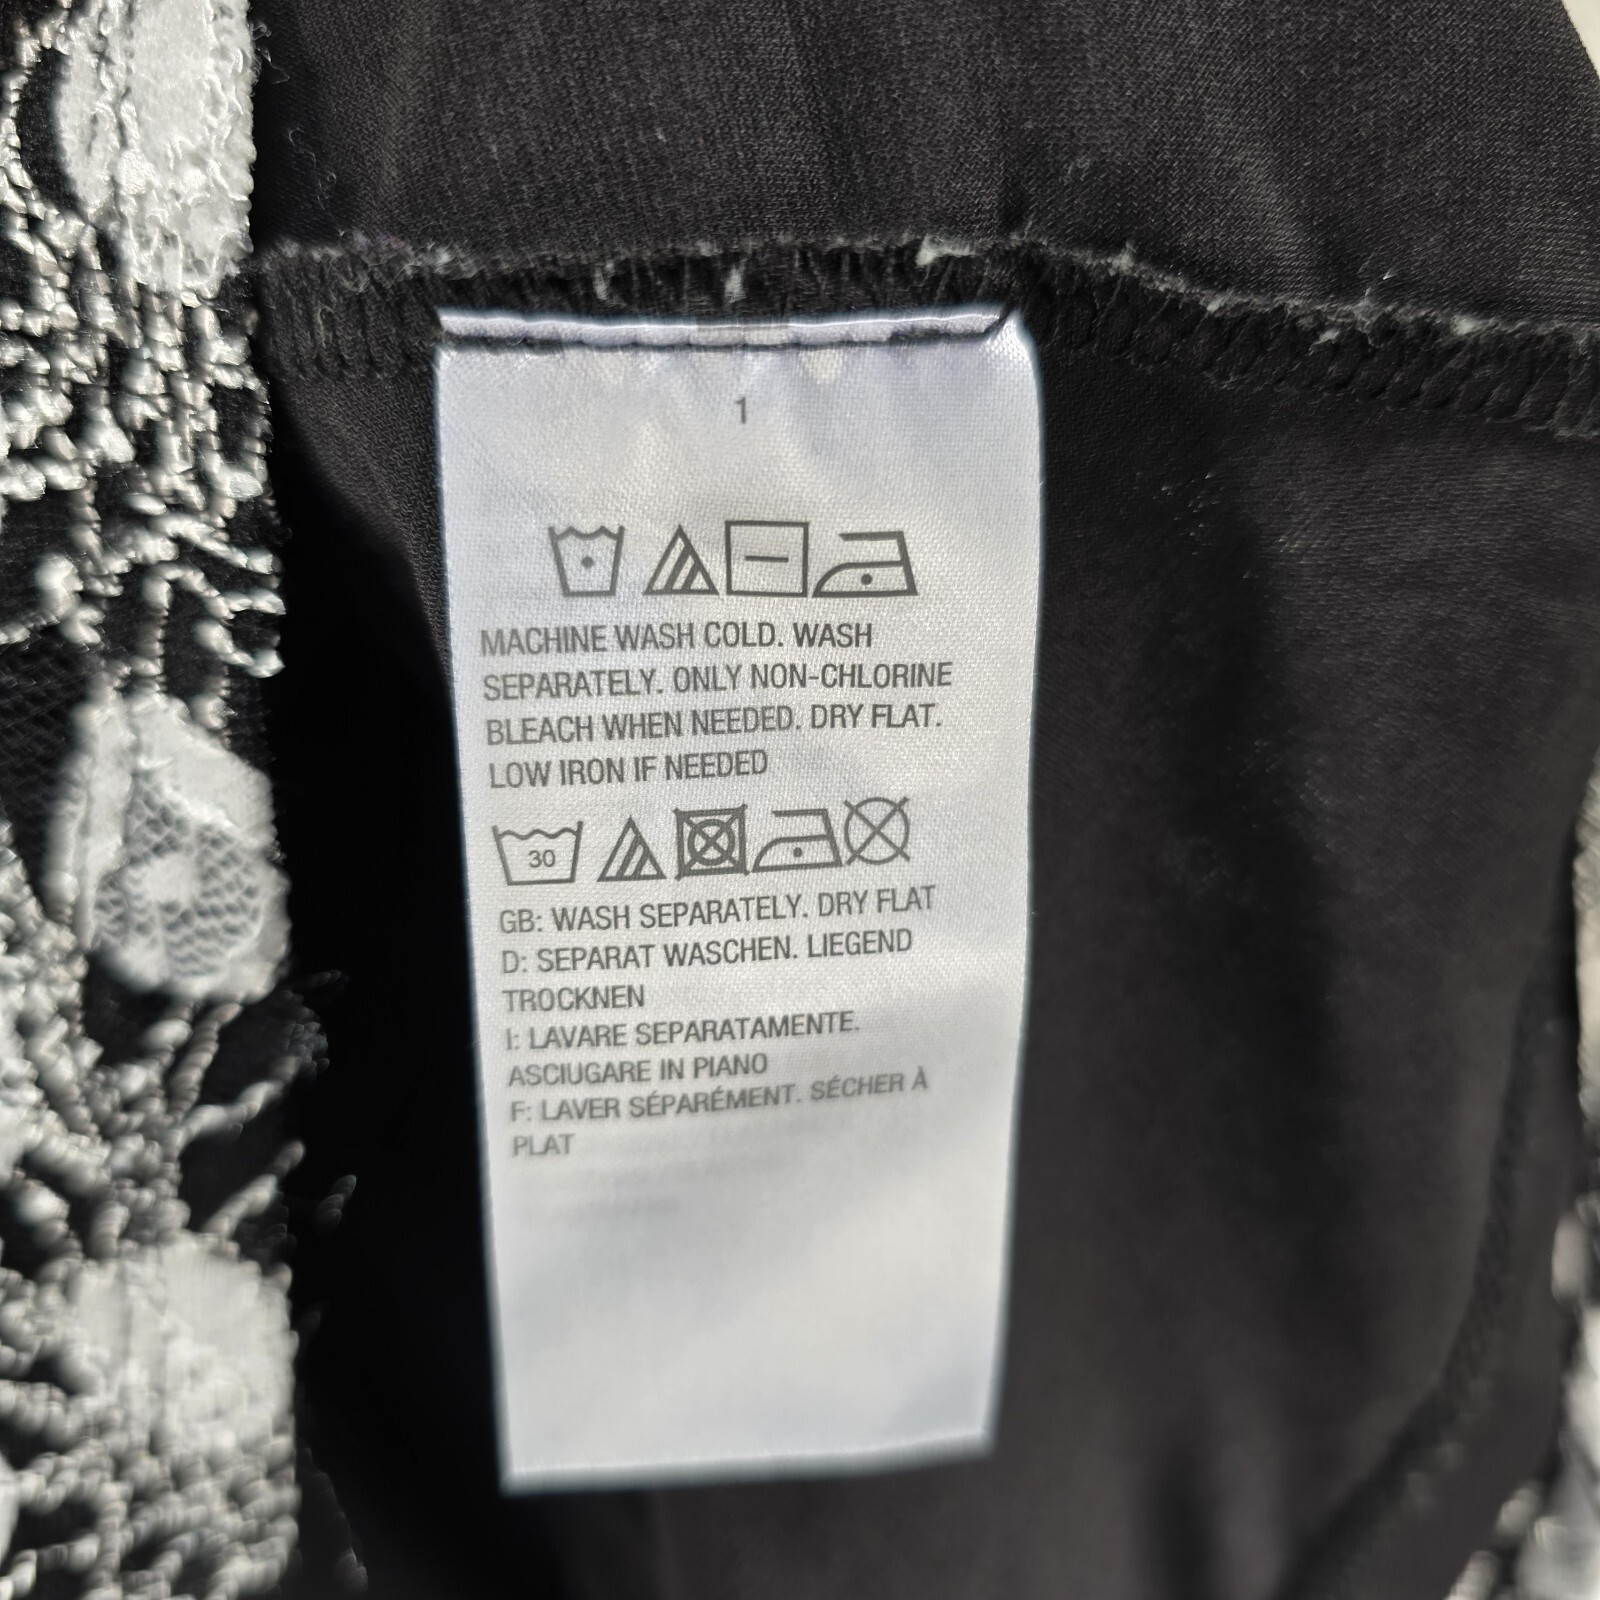 1
MACHINE WASH COLD. WASH
SEPARATELY. ONLY NON-CHLORINE
BLEACH WHEN NEEDED. DRY FLAT.
LOW IRON IF NEEDED
30
GB: WASH SEPARATELY. DRY FLAT
D: SEPARAT WASCHEN. LIEGEND
TROCKNEN
I: LAVARE SEPARATAMENTE.
ASCIUGARE IN PIANO
F: LAVER SÉPARÉMENT. SÉCHER À
PLAT